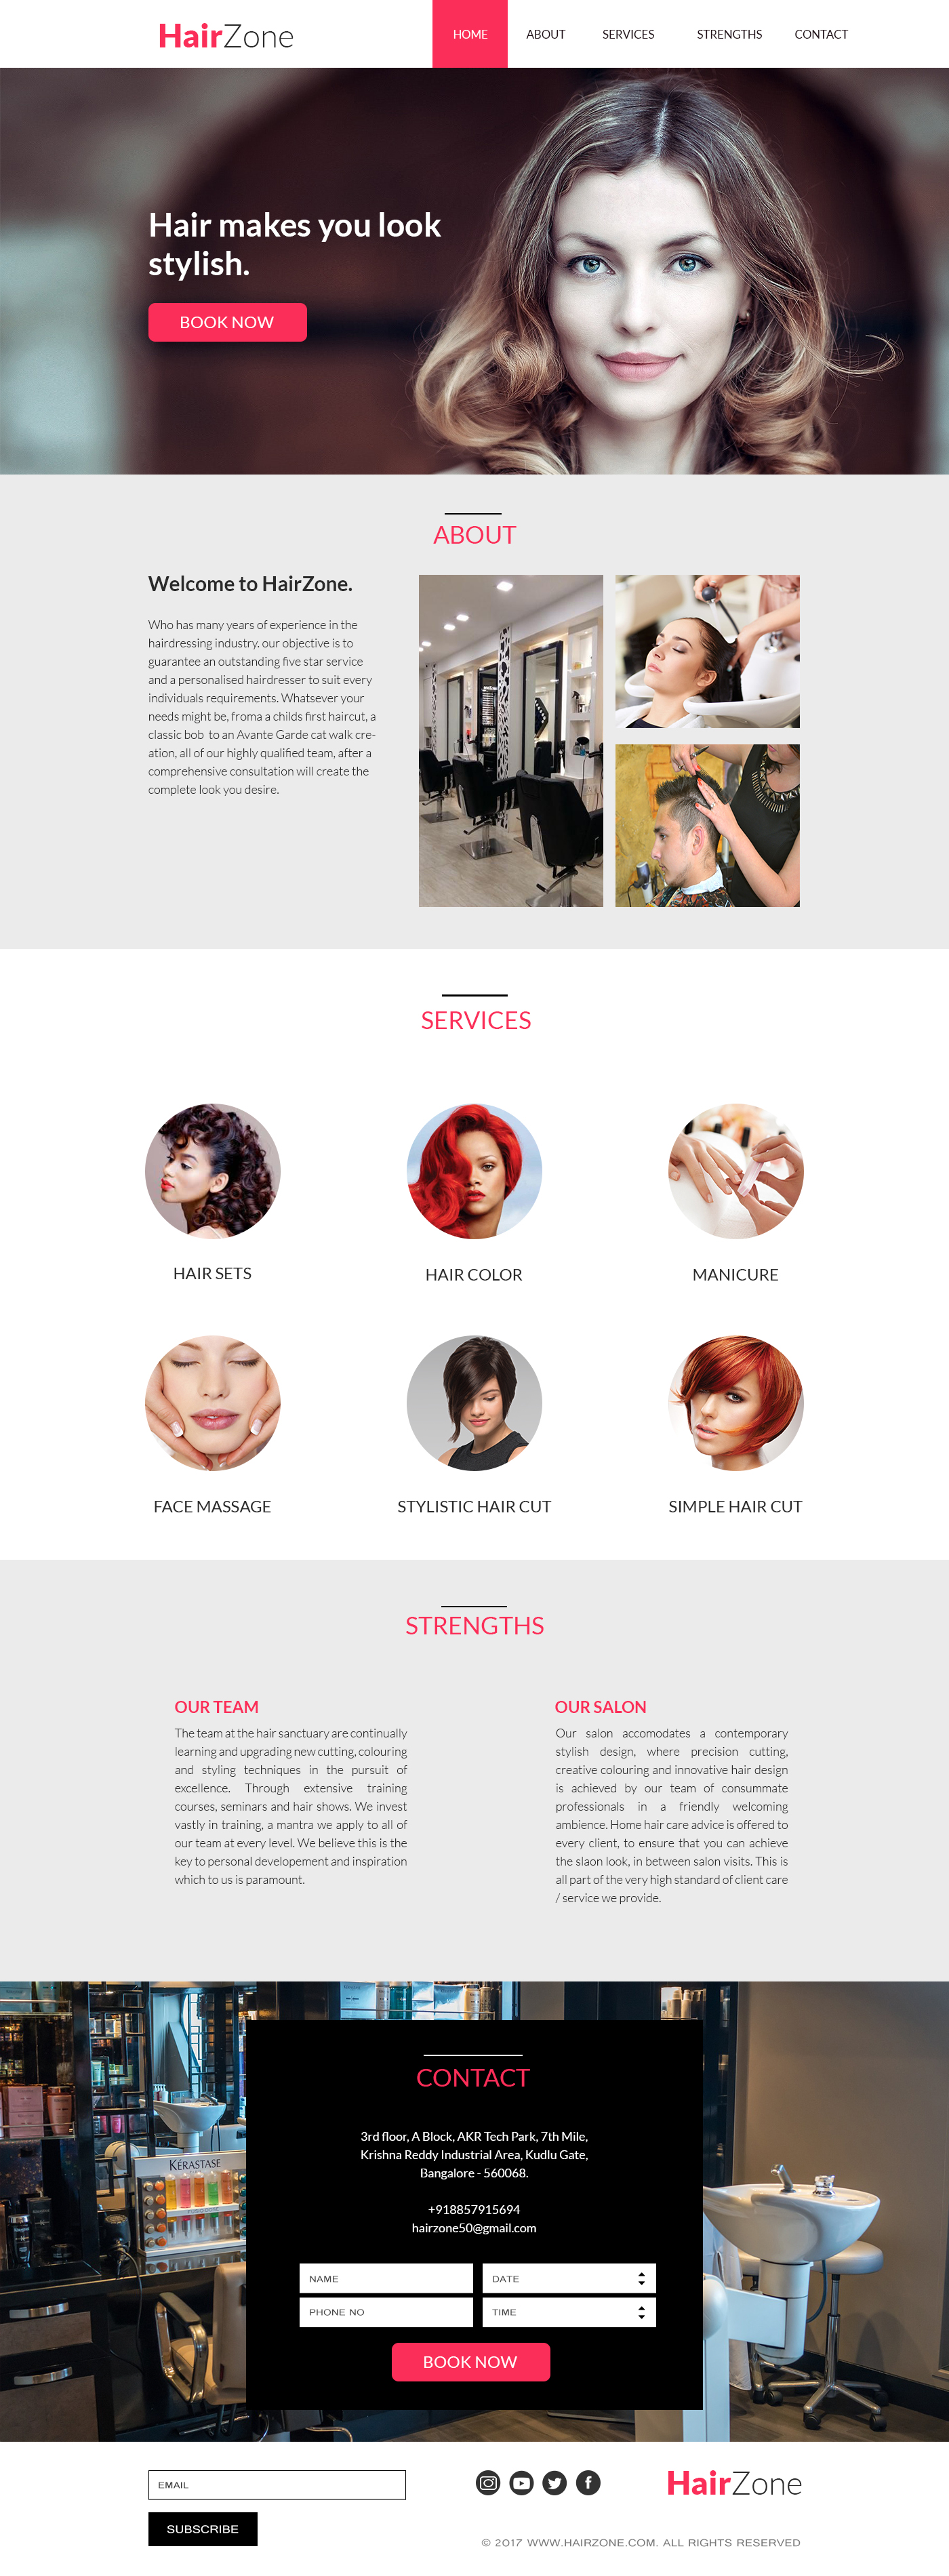 HairZone
HOME ABOUT SERVICES STRENGTHS CONTACT
Hair makes you look
stylish.
BOOK NOW
ABOUT
Welcome to HairZone.
Who has many years of experience in the
hairdressing industry. our objective is to
guarantee an outstanding five star service
and a personalised hairdresser to suit every
individuals requirements. Whatsever your
needs might be, froma a childs first haircut, a
classic bob to an Avante Garde cat walk cre-
ation, all of our highly qualified team, after a
comprehensive consultation will create the
complete look you desire.
SERVICES
HAIR SETS
HAIR COLOR
MANICURE
FACE MASSAGE
STYLISTIC HAIR CUT
SIMPLE HAIR CUT
STRENGTHS
OUR TEAM
The team at the hair sanctuary are continually
learning and upgrading new cutting, colouring
and styling techniques in the pursuit of
excellence. Through extensive training
courses, seminars and hair shows. We invest
vastly in training, a mantra we apply to all of
our team at every level. We believe this is the
key to personal developement and inspiration
which to us is paramount.
OUR SALON
Our salon accomodates a contemporary
stylish design, where precision cutting,
creative colouring and innovative hair design
is achieved by our team of consummate
professionals in a friendly welcoming
ambience. Home hair care advice is offered to
every client, to ensure that you can achieve
the slaon look, in between salon visits. This is
all part of the very high standard of client care
/ service we provide.
KÉRASTASE
CONTACT
3rd floor, A Block, AKR Tech Park, 7th Mile,
Krishna Reddy Industrial Area, Kudlu Gate,
Bangalore - 560068.
+918857915694
hairzone50@gmail.com
NAME
DATE
PHONE NO
TIME
BOOK NOW
EMAIL
SUBSCRIBE
HairZone
© 2017 WWW.HAIRZONE.COM. ALL RIGHTS RESERVED